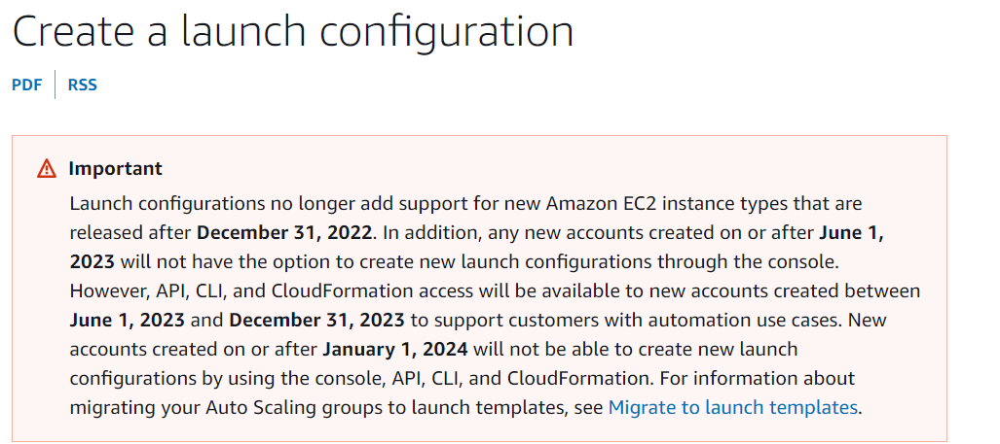 Create a launch configuration
PDF
RSS
Important
Launch configurations no longer add support for new Amazon EC2 instance types that are
released after December 31, 2022. In addition, any new accounts created on or after June 1,
2023 will not have the option to create new launch configurations through the console.
However, API, CLI, and CloudFormation access will be available to new accounts created between
June 1, 2023 and December 31, 2023 to support customers with automation use cases. New
accounts created on or after January 1, 2024 will not be able to create new launch
configurations by using the console, API, CLI, and CloudFormation. For information about
migrating your Auto Scaling groups to launch templates, see Migrate to launch templates.